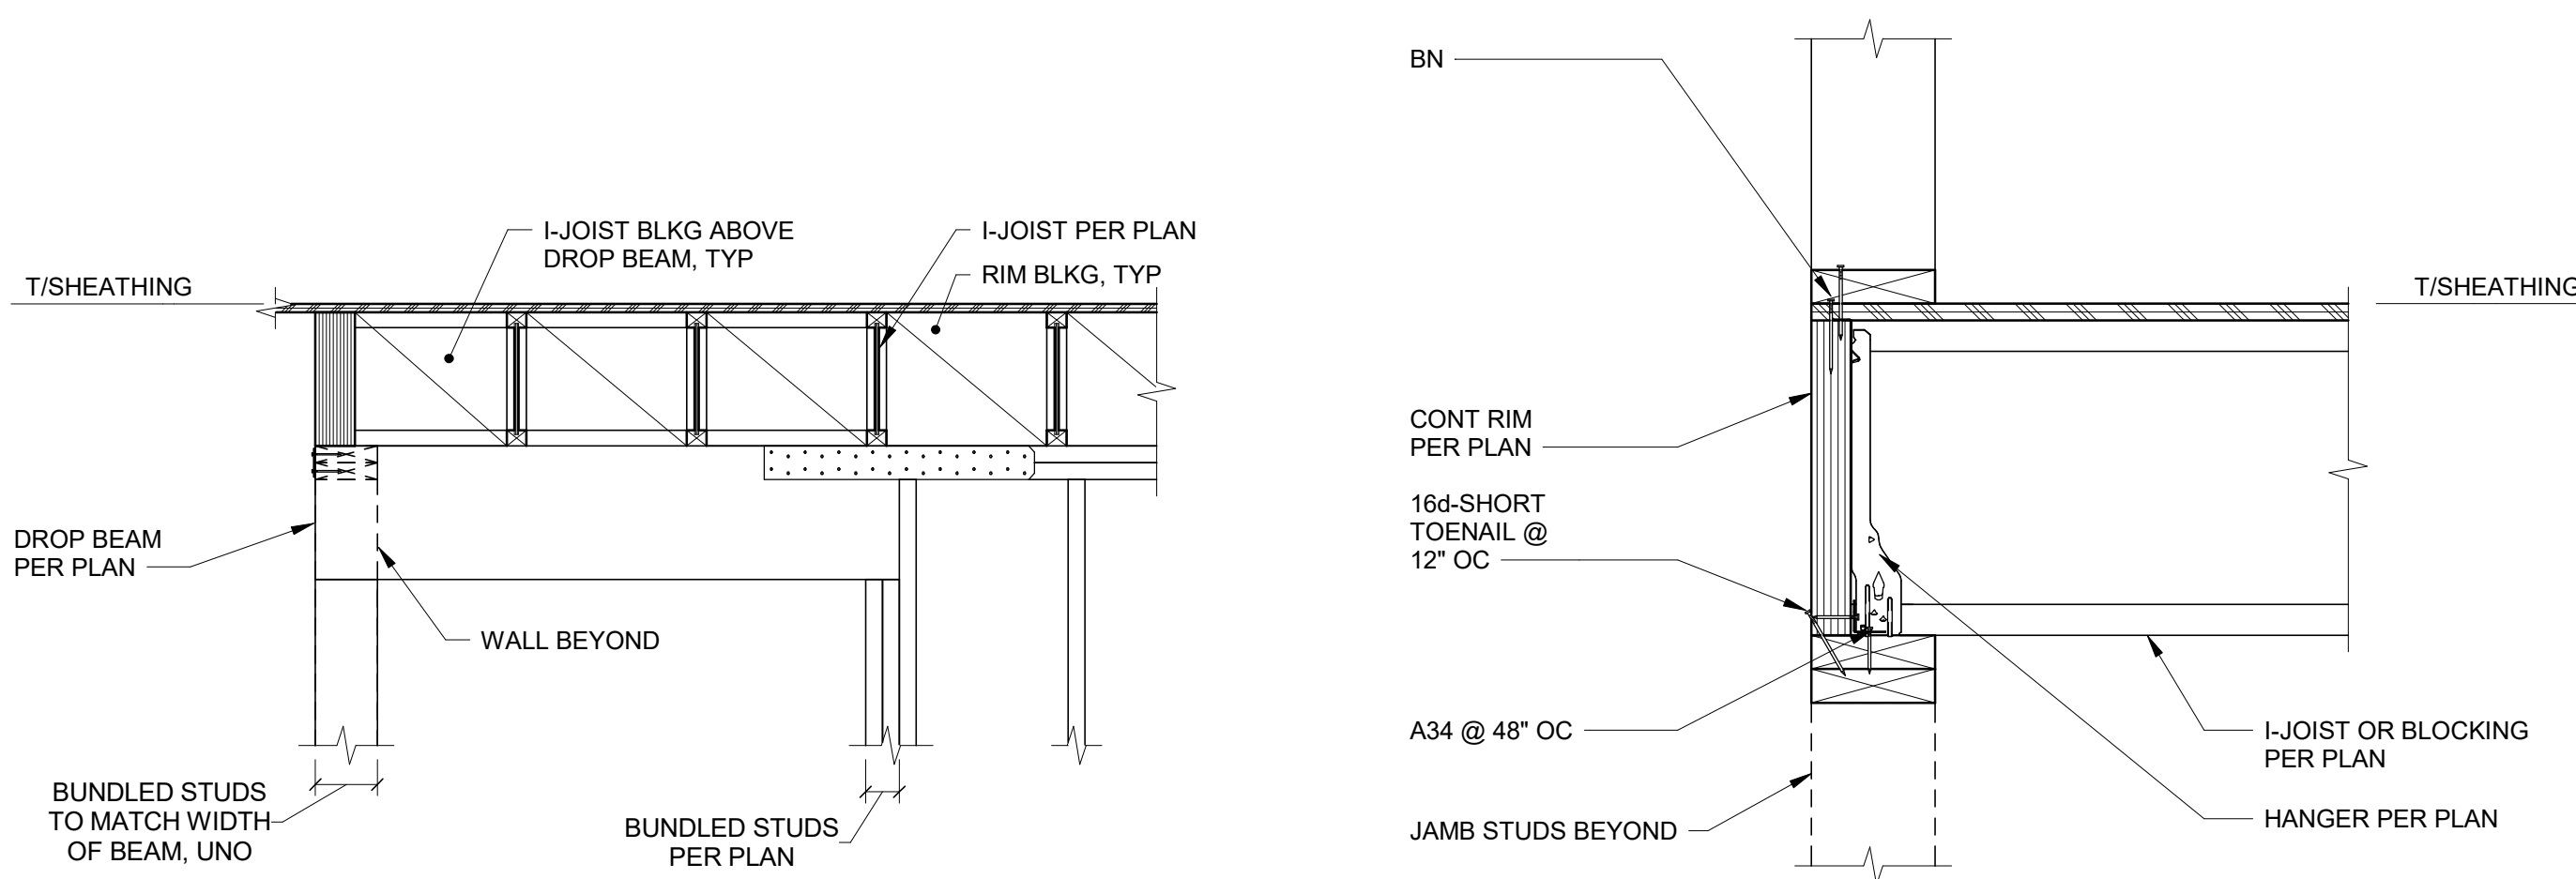 T/SHEATHING
I-JOIST BLKG ABOVE
DROP BEAM, TYP
I-JOIST PER PLAN
RIM BLKG, TYP
DROP BEAM
PER PLAN
WALL BEYOND
BUNDLED STUDS
TO MATCH WIDTH
OF BEAM, UNO
BUNDLED STUDS
PER PLAN
BN
T/SHEATHING
CONT RIM
PER PLAN
16d-SHORT
TOENAIL @
12" OC
A34 @ 48" OC
JAMB STUDS BEYOND
I-JOIST OR BLOCKING
PER PLAN
HANGER PER PLAN